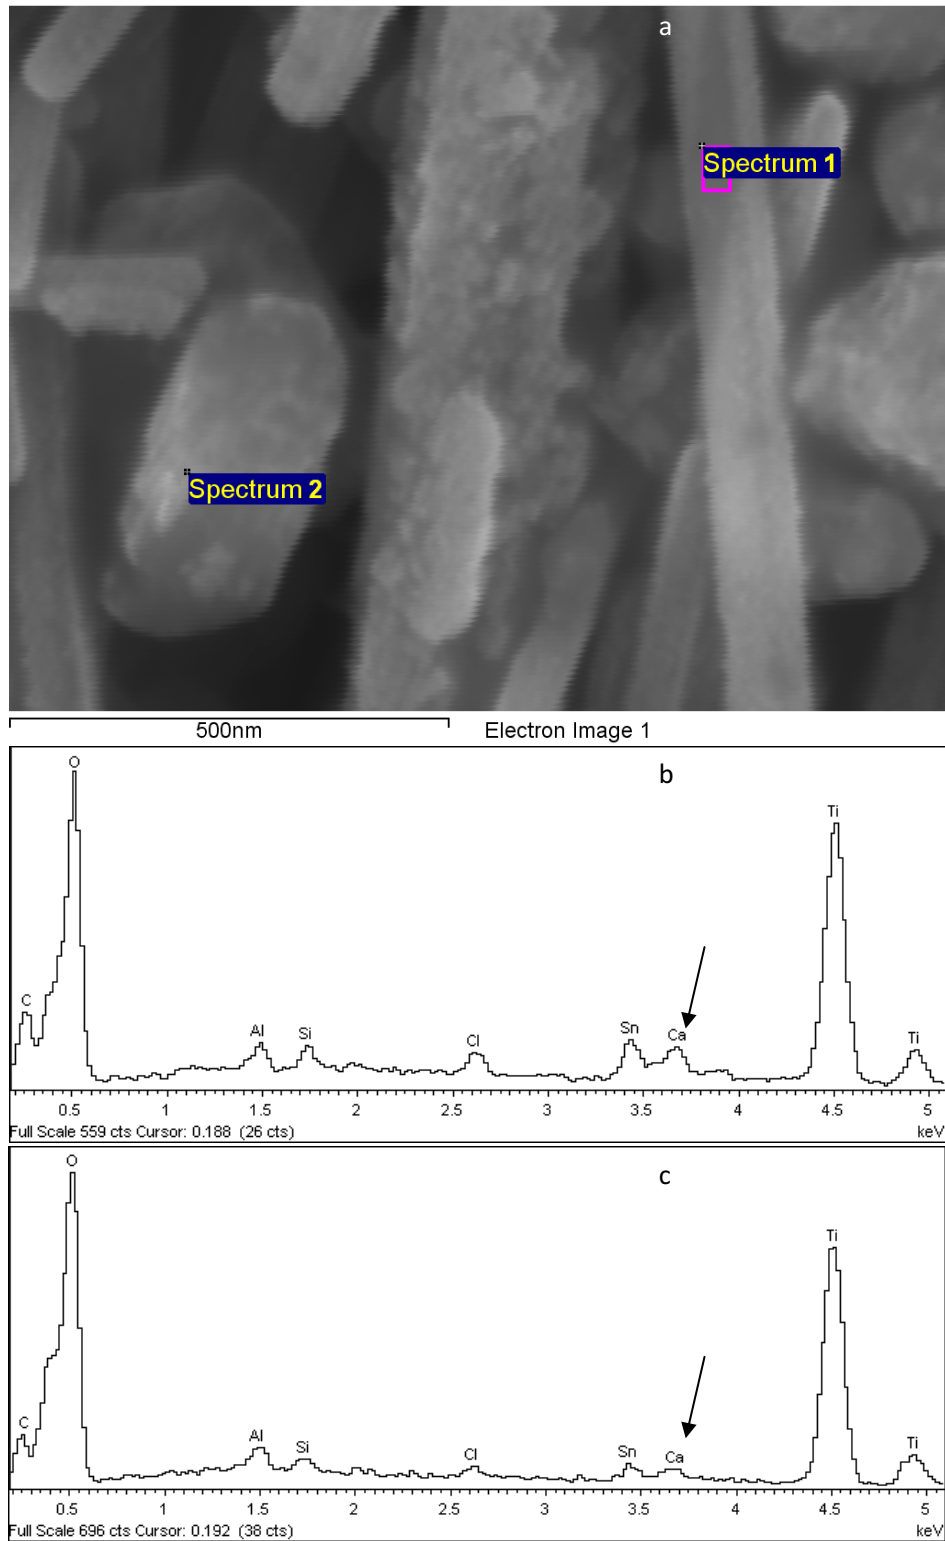 a
Spectrum 1
Spectrum 2
500nm
Electron Image 1
b
O
Ti
C
Al
Si
Cl
Sn
Ca
Ti
0.5 1 1.5 2 2.5 3 3.5 4 4.5 5
Full Scale 559 cts Cursor: 0.188 (26 cts)
keV
c
O
Ti
C
Al
Si
Cl
Sn
Ca
Ti
0.5 1 1.5 2 2.5 3 3.5 4 4.5 5
Full Scale 696 cts Cursor: 0.192 (38 cts)
keV